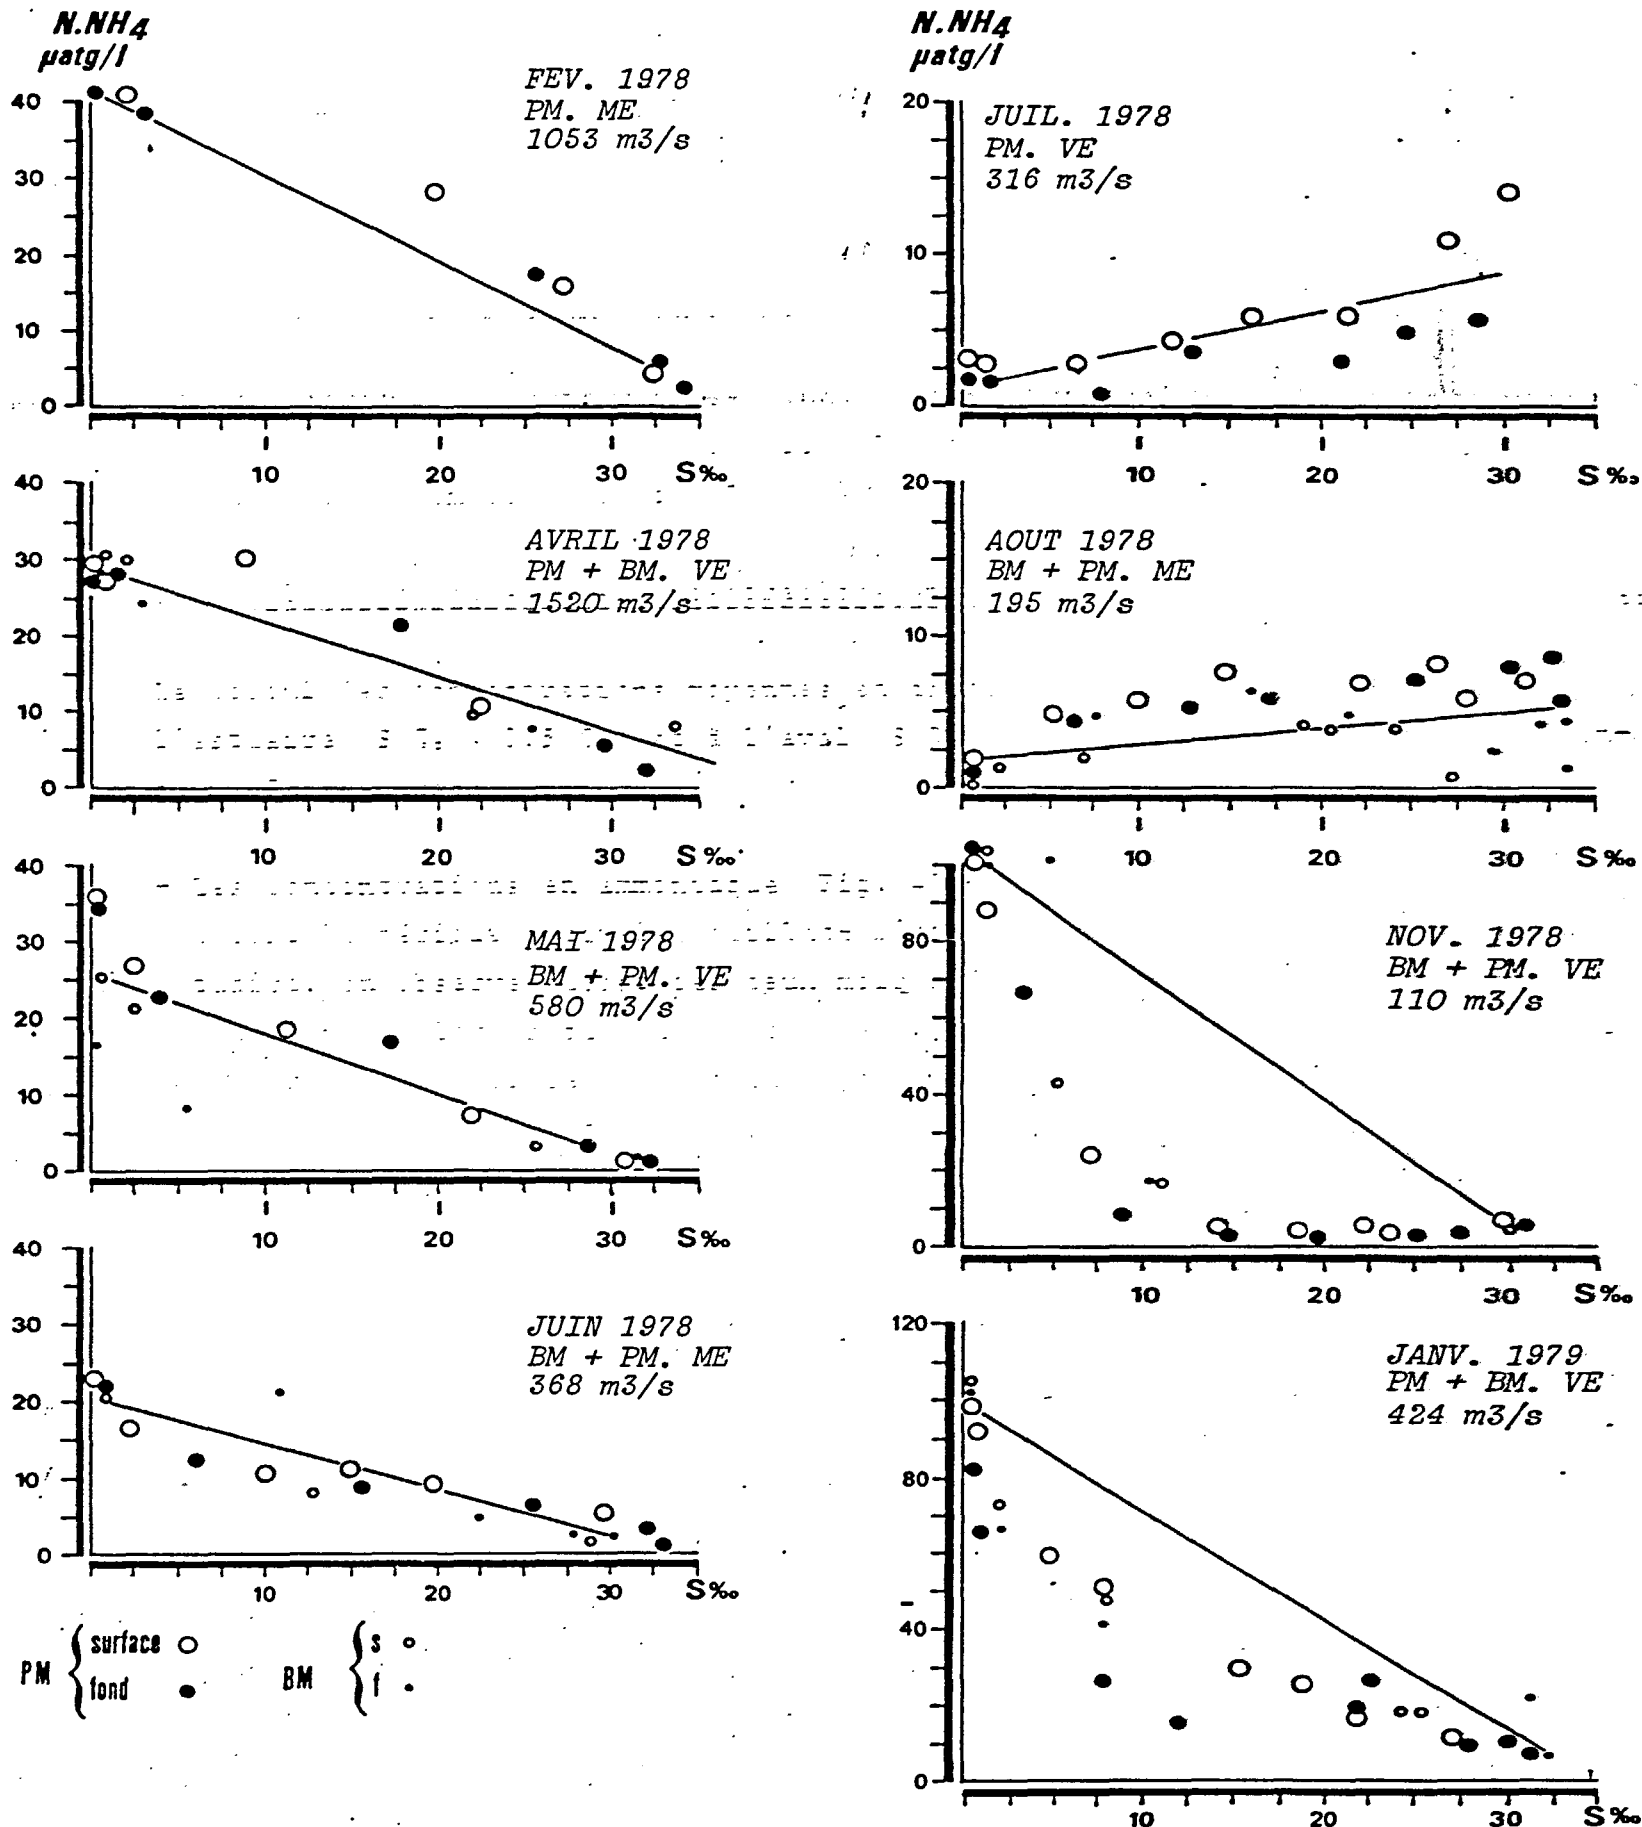 N.NH4
µatg/l
FEV. 1978
PM. ME
1053 m3/s
40
30
20
10
0
10 20 30 S‰
AVRIL 1978
PM + BM. VE
1520 m3/s
40
30
20
10
0
10 20 30 S‰
MAI 1978
BM + PM. VE
580 m3/s
40
30
20
10
0
10 20 30 S‰
JUIN 1978
BM + PM. ME
368 m3/s
40
30
20
10
0
10 20 30 S‰
PM
surface
fond
BM
s
f
N.NH4
µatg/l
JUIL. 1978
PM. VE
316 m3/s
20
10
0
10 20 30 S‰
AOUT 1978
BM + PM. ME
195 m3/s
20
10
0
10 20 30 S‰
NOV. 1978
BM + PM. VE
110 m3/s
80
40
0
10 20 30 S‰
JANV. 1979
PM + BM. VE
424 m3/s
120
80
40
0
10 20 30 S‰